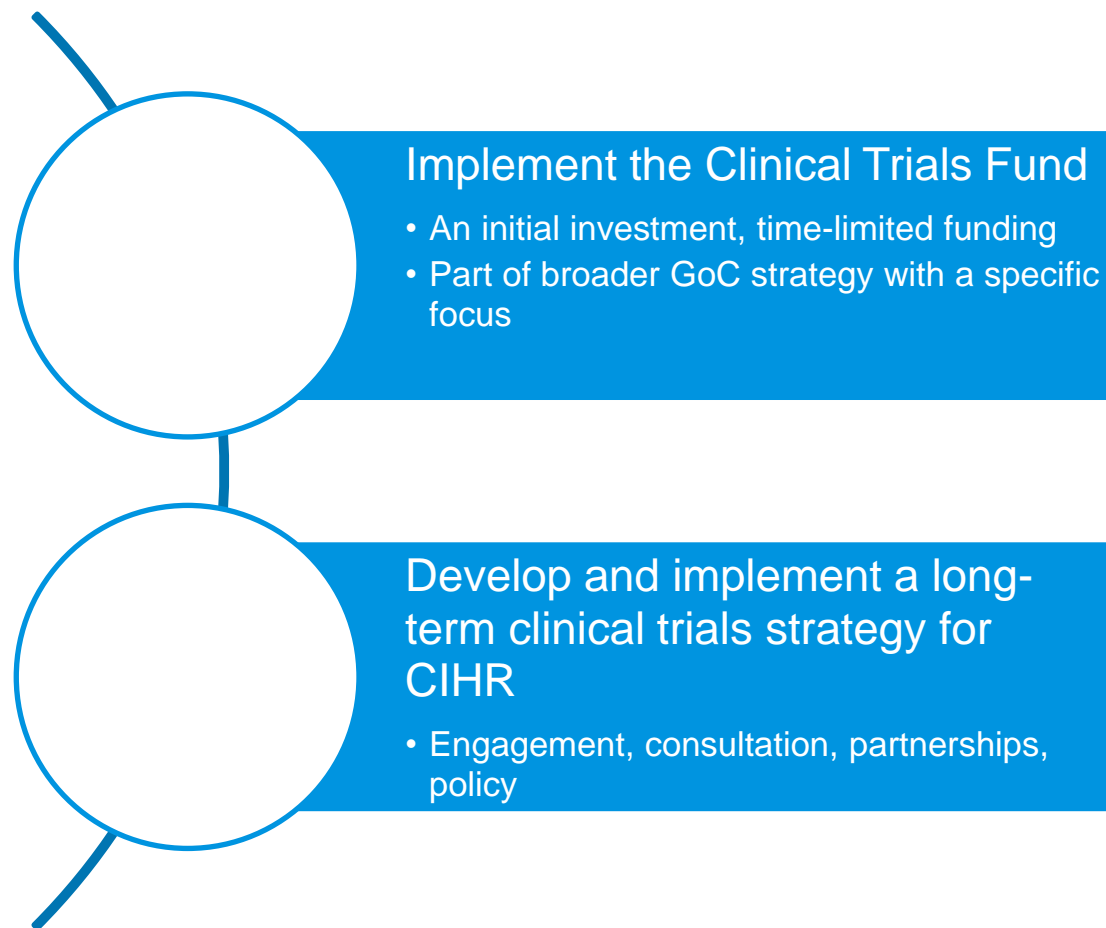 Implement the Clinical Trials Fund
• An initial investment, time-limited funding
• Part of broader GoC strategy with a specific
focus
Develop and implement a long-
term clinical trials strategy for
CIHR
• Engagement, consultation, partnerships,
policy